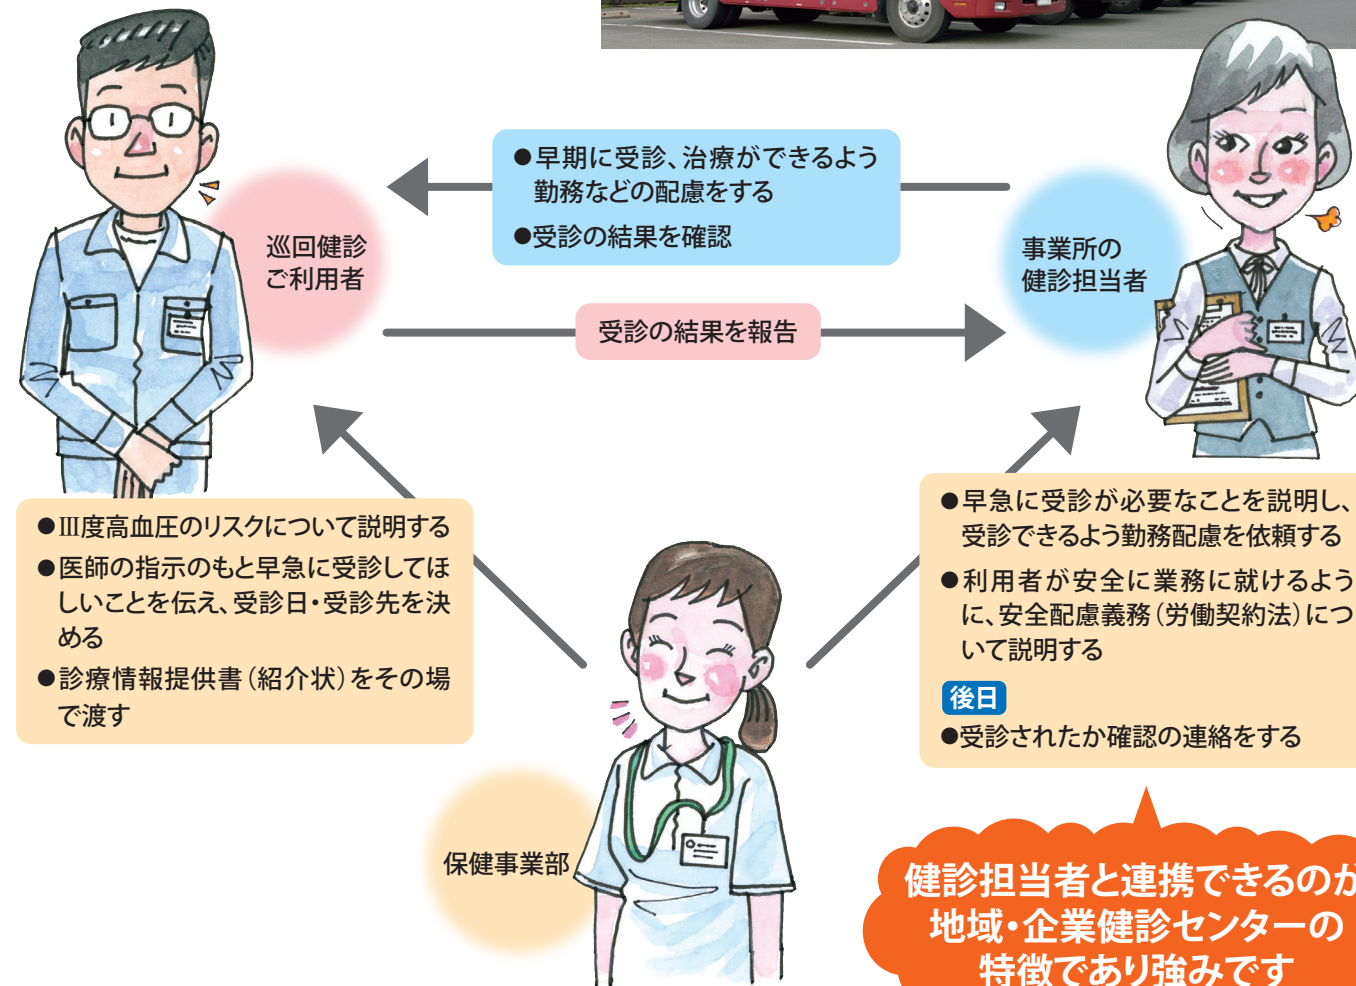 ●早期に受診、治療ができるよう
勤務などの配慮をする
●受診の結果を確認
巡回健診
ご利用者
事業所の
健診担当者
受診の結果を報告
●Ⅲ度高血圧のリスクについて説明する
●医師の指示のもと早急に受診してほ
しいことを伝え、受診日・受診先を決
める
●診療情報提供書(紹介状)をその場
で渡す
●早急に受診が必要なことを説明し、
受診できるよう勤務配慮を依頼する
●利用者が安全に業務に就けるよう
に、安全配慮義務(労働契約法)につ
いて説明する
後日
●受診されたか確認の連絡をする
保健事業部
健診担当者と連携できるのが
地域・企業健診センターの
特徴であり強みです